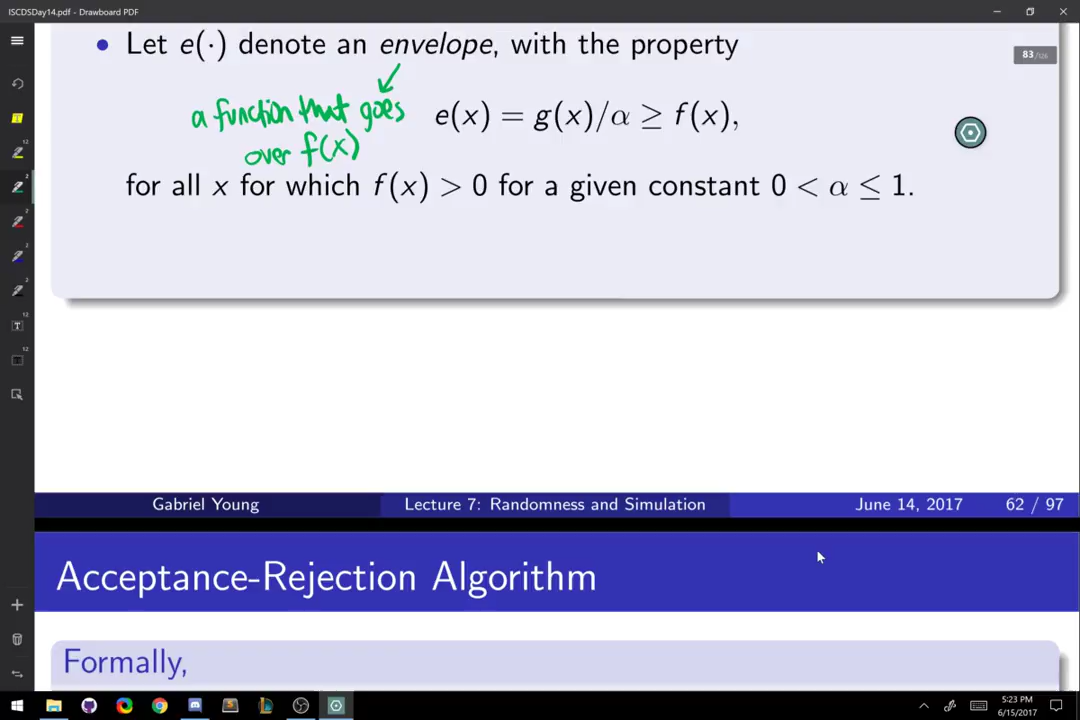 ISCDSDay14.pdf - Drawboard PDF
• Let e(·) denote an envelope, with the property
83/125
a function that goes
over f(x)
e(x) = g(x)/α ≥ f(x),
for all x for which f(x) > 0 for a given constant 0 < α ≤ 1.
Gabriel Young Lecture 7: Randomness and Simulation June 14, 2017 62 / 97
Acceptance-Rejection Algorithm
Formally,
5:23 PM
6/15/2017